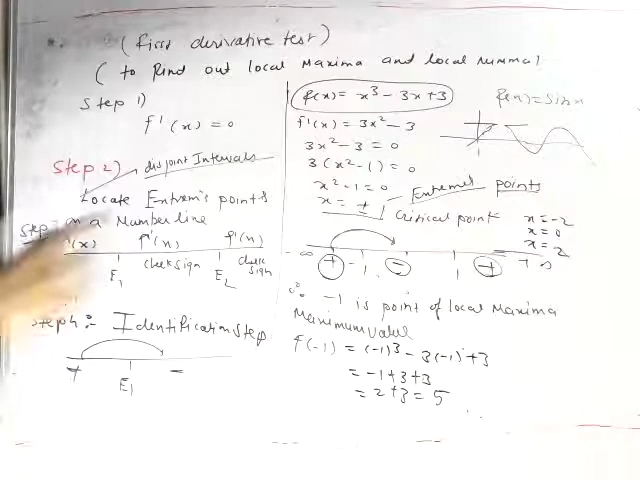 (first derivative test)
(to find out local maxima and local minima)
Step 1)
f'(x) = 0
Step 2)
disjoint Intervals
Locate Extremis points
on a Number line
Step
f'(x) f'(x)
E₁ check sign E₂ check sign
Step 4 :- Identification step
+ E₁ -
f(x) = x³ - 3x + 3
f(x) = sin x
f'(x) = 3x² - 3
3x² - 3 = 0
3(x² - 1) = 0
x² - 1 = 0
x = ± 1
Extremel points
Critical point
x = -2
x = 0
x = 2
- ∞ + -1 - 1 + + ∞
∴ -1 is point of local Maxima
Maximum value
f(-1) = (-1)³ - 3(-1) + 3
= -1 + 3 + 3
= 2 + 3 = 5